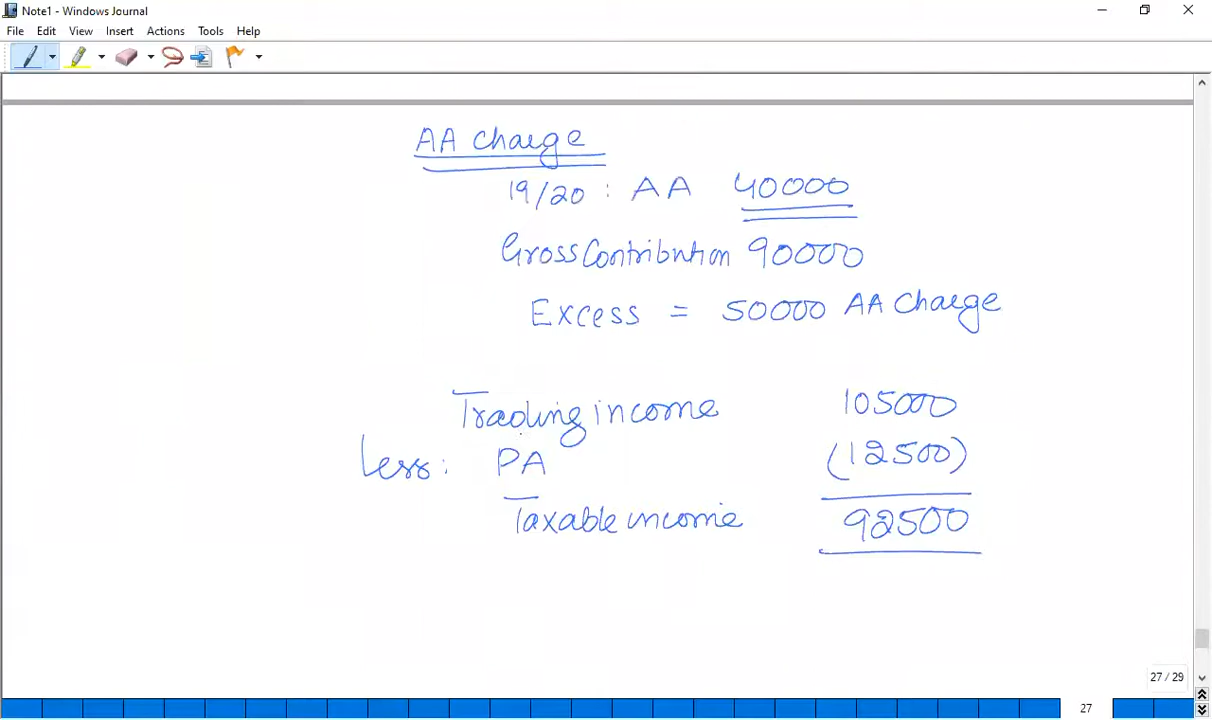 Note1 - Windows Journal
File Edit View Insert Actions Tools Help
AA Charge
19/20 : AA 40000
Gross Contribution 90000
Excess = 50000 AA Charge
Trading income 105000
Less: PA (12500)
Taxable income 92500
27 / 29
27